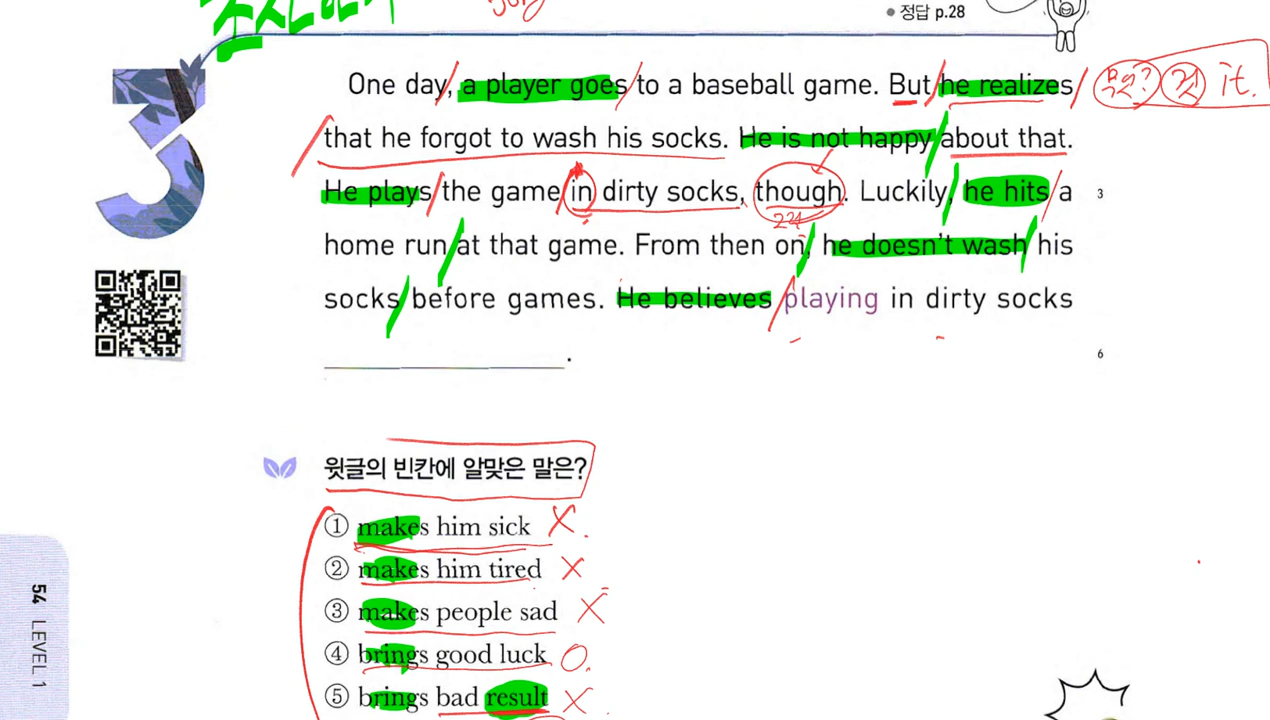 정답 p.28
3
One day, a player goes to a baseball game. But he realizes
it.
that he forgot to wash his socks. He is not happy about that.
He plays the game in dirty socks, though. Luckily, he hits a 3
home run at that game. From then on, he doesn't wash his
socks before games. He believes playing in dirty socks
. 6
윗글의 빈칸에 알맞은 말은?
① makes him sick X
② makes him tired X
③ makes people sad X
④ brings good luck O
⑤ brings bad result X
54 LEVEL 1